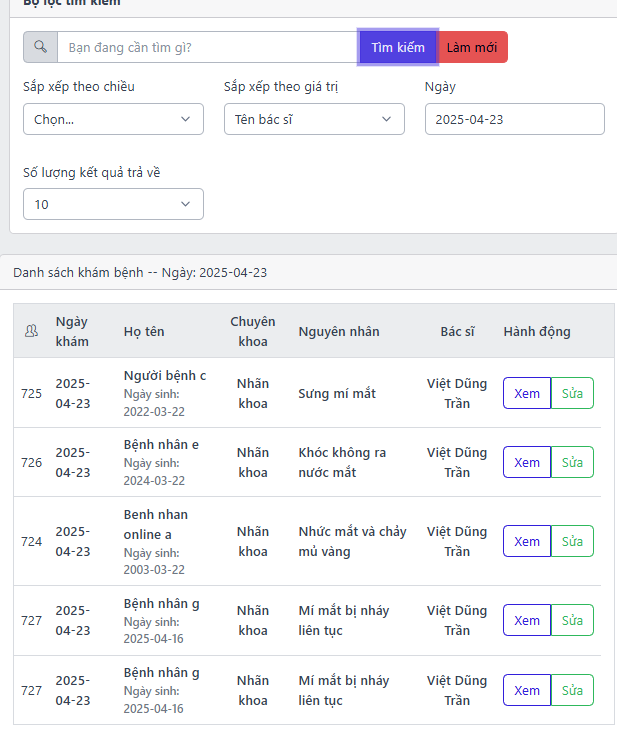 Bộ lọc tìm kiếm
Bạn đang cần tìm gì? Tìm kiếm Làm mới
Sắp xếp theo chiều Sắp xếp theo giá trị Ngày
Chọn... Tên bác sĩ 2025-04-23
Số lượng kết quả trả về
10
Danh sách khám bệnh -- Ngày: 2025-04-23
Ngày khám Họ tên Chuyên khoa Nguyên nhân Bác sĩ Hành động
725 2025-04-23 Người bệnh c Nhãn khoa Sưng mí mắt Việt Dũng Trần Xem Sửa
Ngày sinh:
2022-03-22
726 2025-04-23 Bệnh nhân e Nhãn khoa Khóc không ra nước mắt Việt Dũng Trần Xem Sửa
Ngày sinh:
2024-03-22
724 2025-04-23 Benh nhan online a Nhãn khoa Nhức mắt và chảy mủ vàng Việt Dũng Trần Xem Sửa
Ngày sinh:
2003-03-22
727 2025-04-23 Bệnh nhân g Nhãn khoa Mí mắt bị nháy liên tục Việt Dũng Trần Xem Sửa
Ngày sinh:
2025-04-16
727 2025-04-23 Bệnh nhân g Nhãn khoa Mí mắt bị nháy liên tục Việt Dũng Trần Xem Sửa
Ngày sinh:
2025-04-16